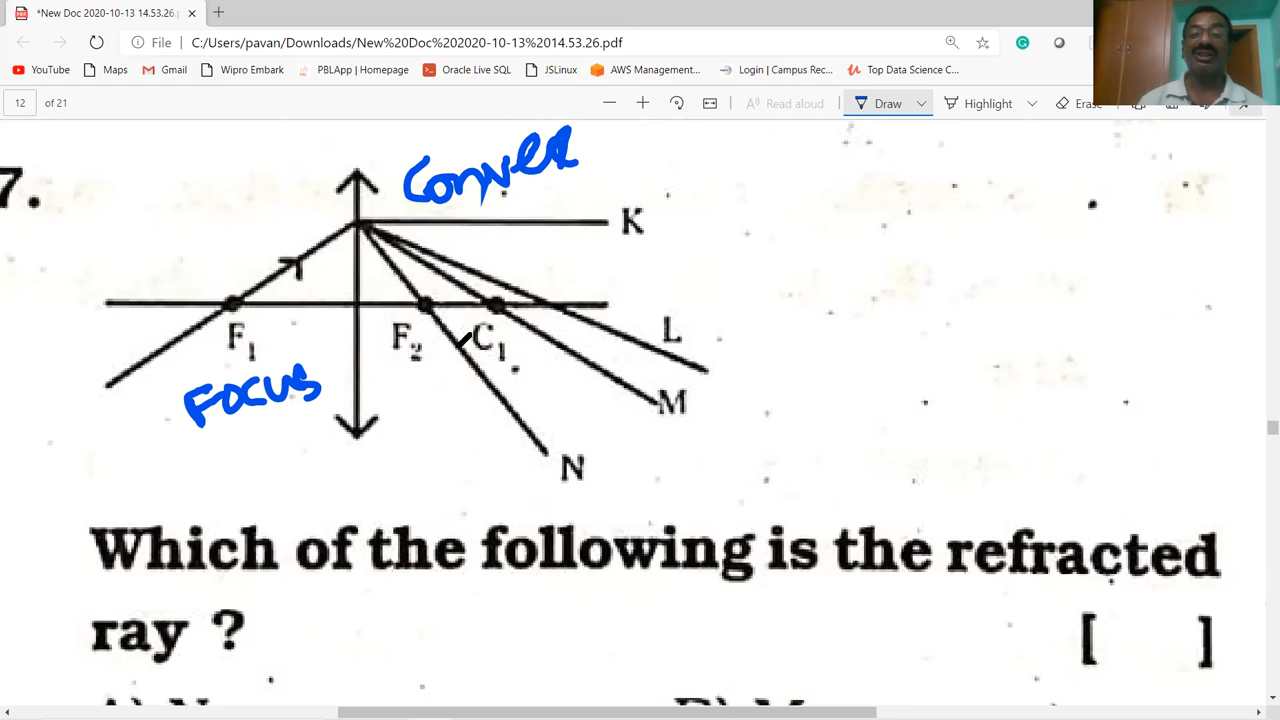 *New Doc 2020-10-13 14.53.26.p
File C:/Users/pavan/Downloads/New%20Doc%202020-10-13%2014.53.26.pdf
YouTube Maps Gmail Wipro Embark PBLApp | Homepage Oracle Live SQL JSLinux AWS Management... Login | Campus Rec... Top Data Science C...
12 of 21 Read aloud Draw Highlight Erase
Convex
7.
K
F₁ F₂ C₁ L
Focus
M
N
Which of the following is the refracted
ray ? [ ]